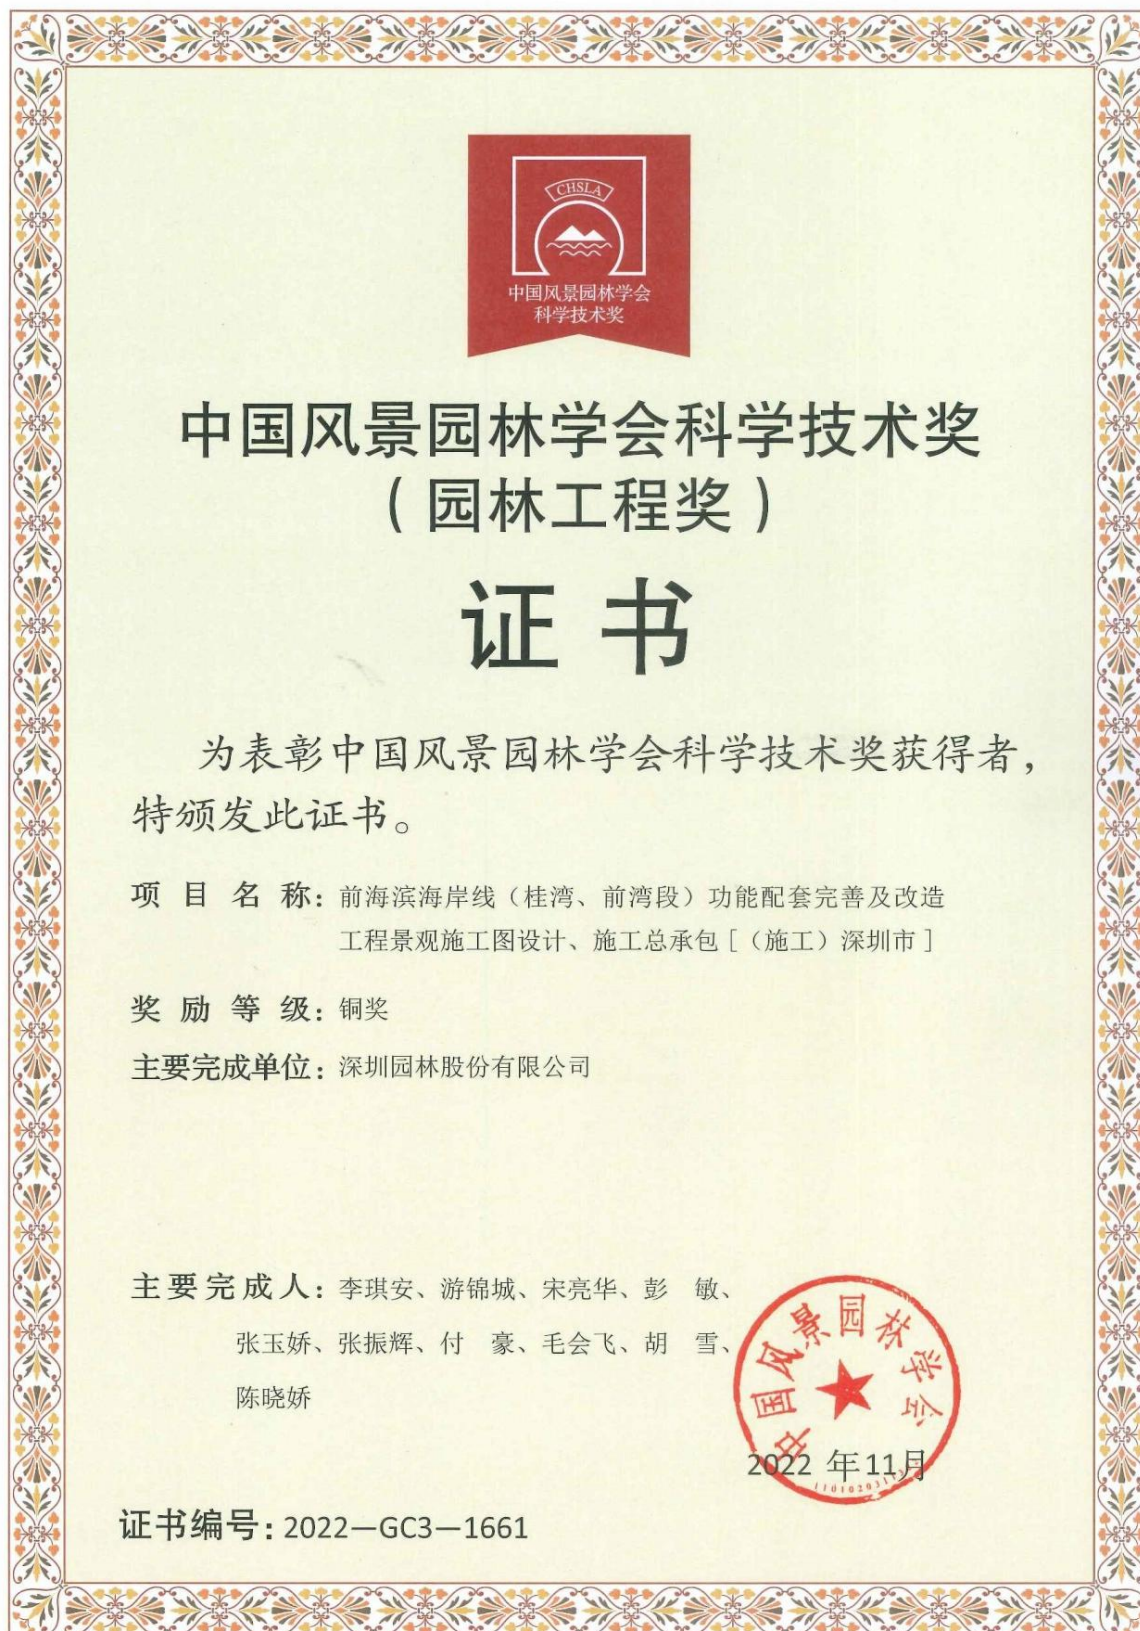 CHSLA
中国风景园林学会
科学技术奖
中国风景园林学会科学技术奖
（园林工程奖）
证书
为表彰中国风景园林学会科学技术奖获得者，
特颁发此证书。
项目名称：前海滨海岸线（桂湾、前湾段）功能配套完善及改造
工程景观施工图设计、施工总承包［（施工）深圳市］
奖励等级：铜奖
主要完成单位：深圳园林股份有限公司
主要完成人：李琪安、游锦城、宋亮华、彭　敏、
张玉娇、张振辉、付　豪、毛会飞、胡　雪、
陈晓娇
中国风景园林学会
2022 年11月
证书编号：2022—GC3—1661